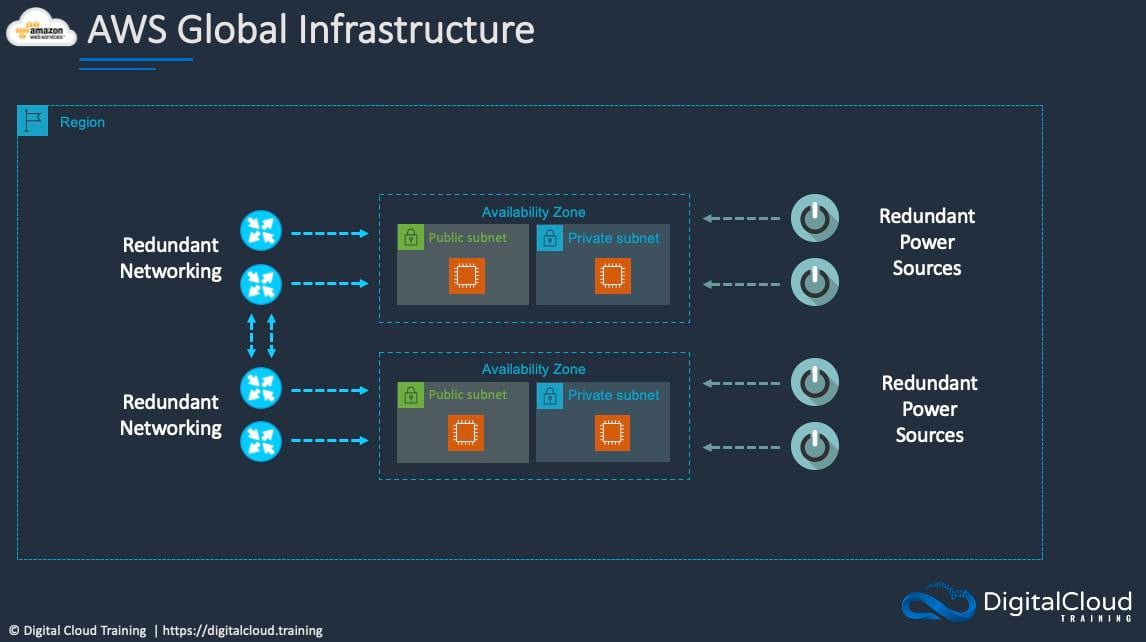 amazon
web services™
AWS Global Infrastructure
Region
Redundant
Networking
Availability Zone
Public subnet
Private subnet
Redundant
Power
Sources
Redundant
Networking
Availability Zone
Public subnet
Private subnet
Redundant
Power
Sources
DigitalCloud
TRAINING
© Digital Cloud Training | https://digitalcloud.training